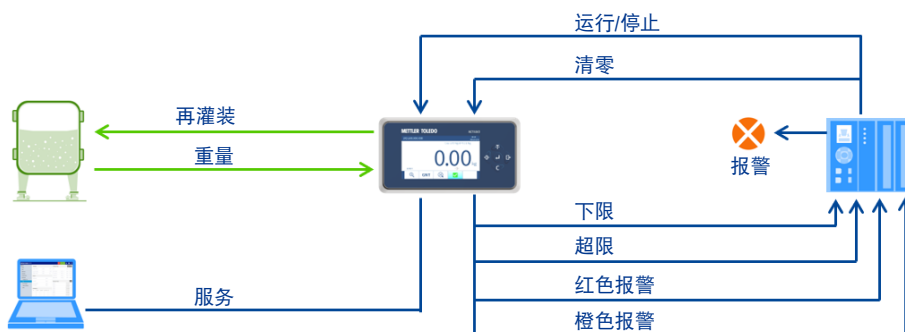 运行/停止
清零
再灌装
METTLER TOLEDO
0.00
重量
报警
下限
超限
红色报警
服务
橙色报警